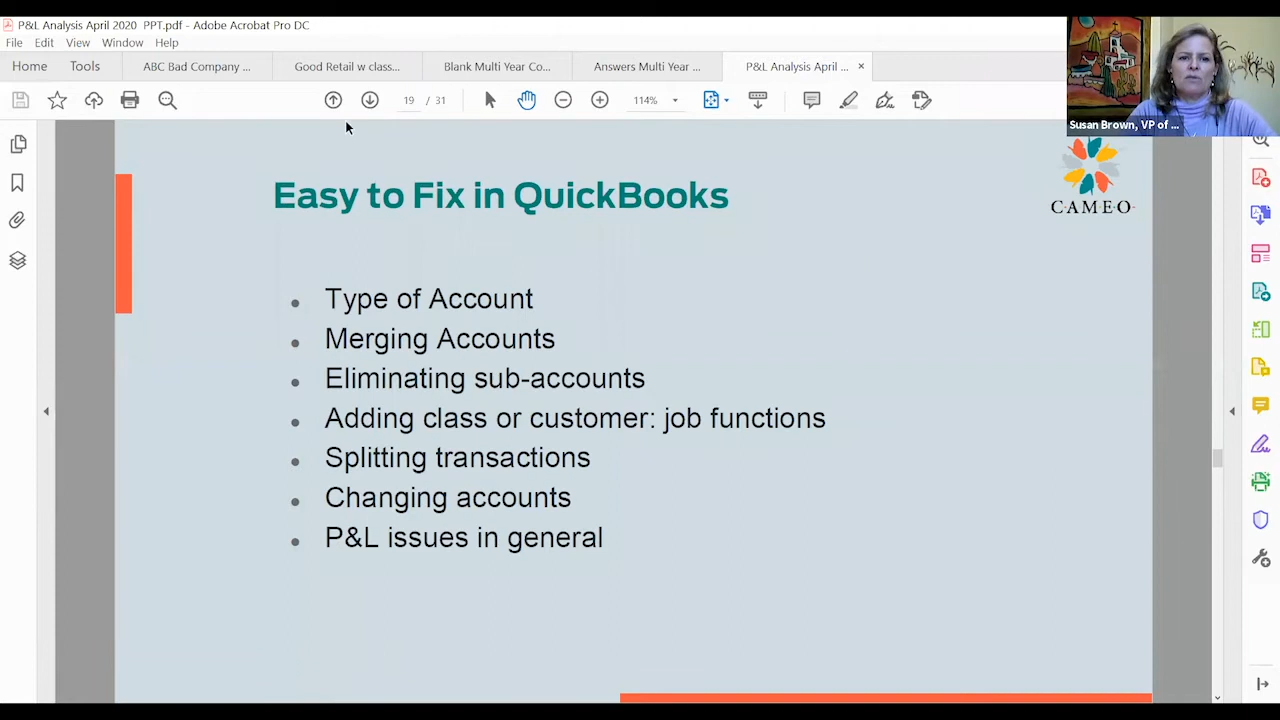 P&L Analysis April 2020 PPT.pdf - Adobe Acrobat Pro DC
File Edit View Window Help
Home Tools ABC Bad Company ... Good Retail w class... Blank Multi Year Co... Answers Multi Year ... P&L Analysis April ... ×
19 / 31 114%
Susan Brown, VP of ...
CAMEO
Easy to Fix in QuickBooks
• Type of Account
• Merging Accounts
• Eliminating sub-accounts
• Adding class or customer: job functions
• Splitting transactions
• Changing accounts
• P&L issues in general